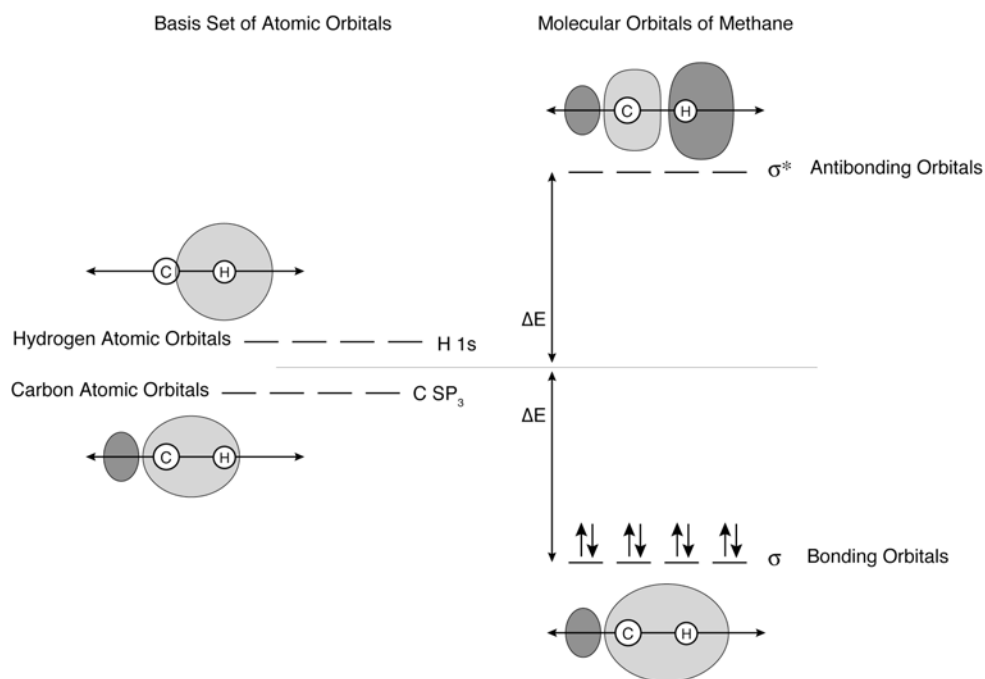 Basis Set of Atomic Orbitals
Molecular Orbitals of Methane
C H
σ* Antibonding Orbitals
C H
ΔE
Hydrogen Atomic Orbitals H 1s
Carbon Atomic Orbitals C SP₃
ΔE
C H
σ Bonding Orbitals
C H